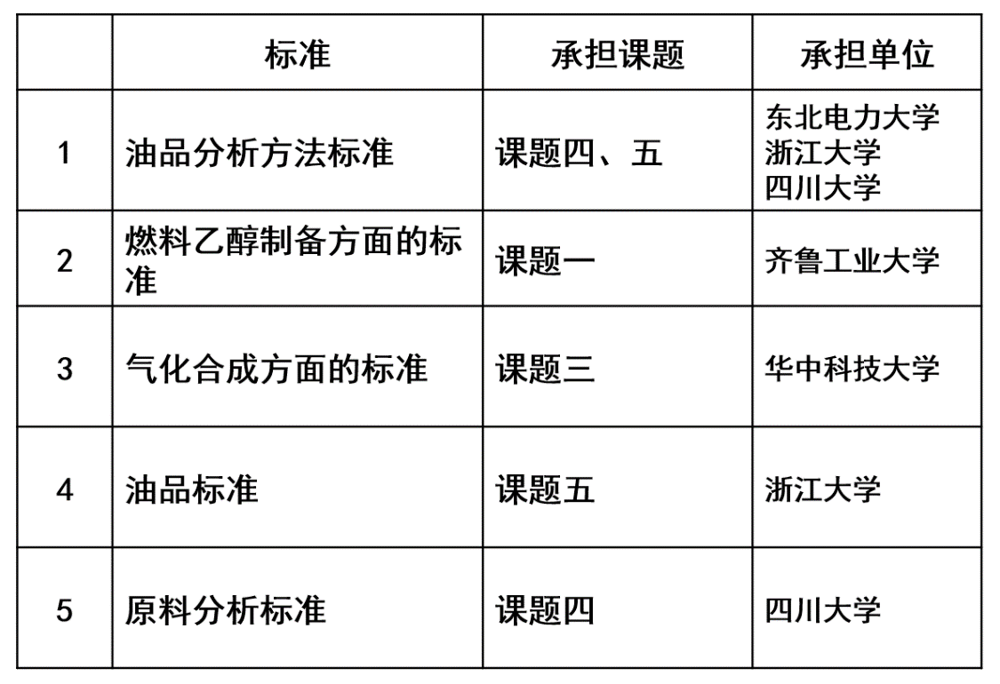 标准 承担课题 承担单位
1 油品分析方法标准 课题四、五 东北电力大学
浙江大学
四川大学
2 燃料乙醇制备方面的标
准 课题一 齐鲁工业大学
3 气化合成方面的标准 课题三 华中科技大学
4 油品标准 课题五 浙江大学
5 原料分析标准 课题四 四川大学